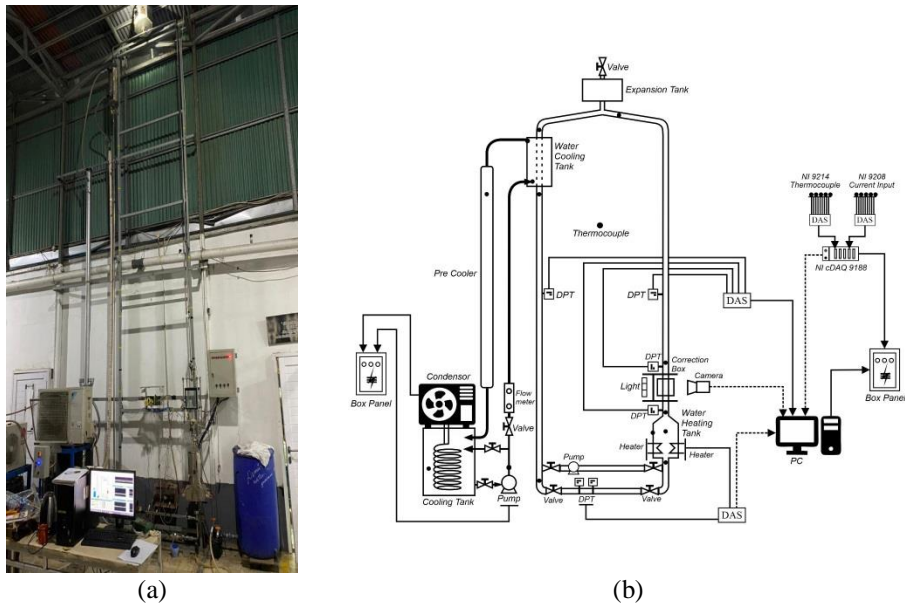 Valve
Expansion Tank
Water
Cooling
Tank
NI 9214
Thermocouple
NI 9208
Current Input
DAS
DAS
Thermocouple
NI cDAQ 9188
Pre Cooler
DPT
DPT
DAS
DPT
Correction
Box
Condensor
Light
Camera
Box Panel
Flow
meter
DPT
Box Panel
Valve
Water
Heating
Tank
Heater
Heater
PC
Pump
Cooling Tank
Pump
Valve
DPT
Valve
DAS
(a)
(b)